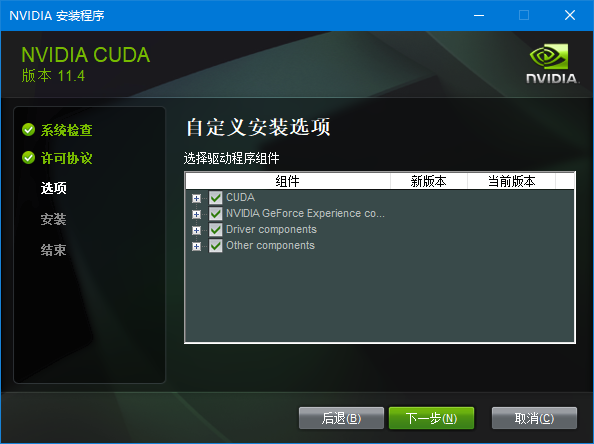 NVIDIA 安装程序
NVIDIA CUDA
版本 11.4
NVIDIA.
系统检查
许可协议
选项
安装
结束
自定义安装选项
选择驱动程序组件
组件 新版本 当前版本
CUDA
NVIDIA GeForce Experience co...
Driver components
Other components
后退(B) 下一步(N) 取消(C)